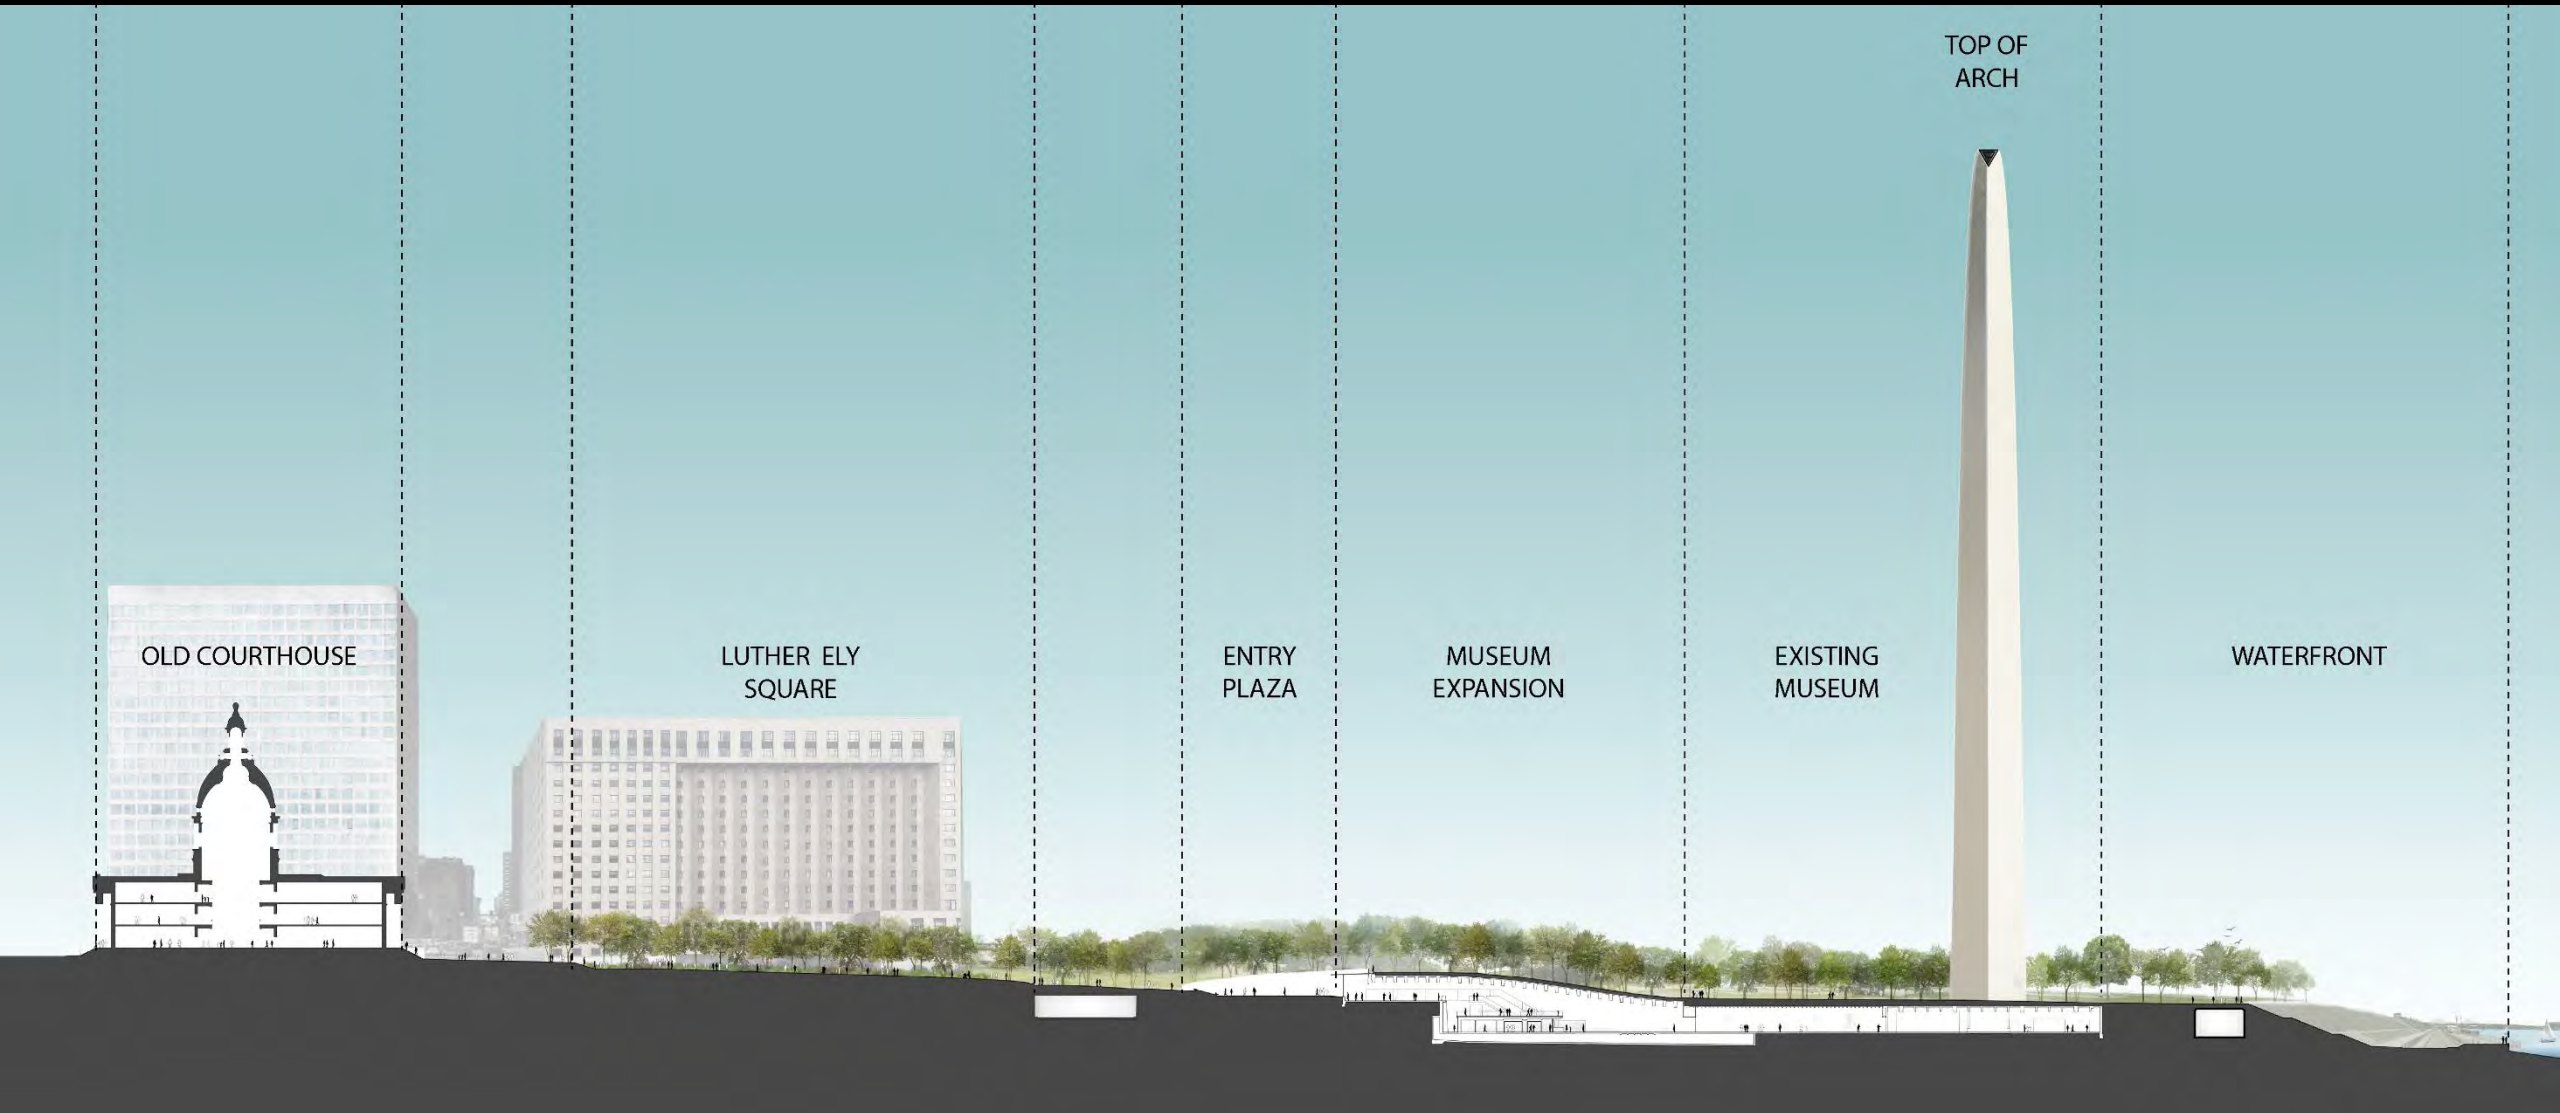 TOP OF
ARCH
OLD COURTHOUSE
LUTHER ELY
SQUARE
ENTRY
PLAZA
MUSEUM
EXPANSION
EXISTING
MUSEUM
WATERFRONT